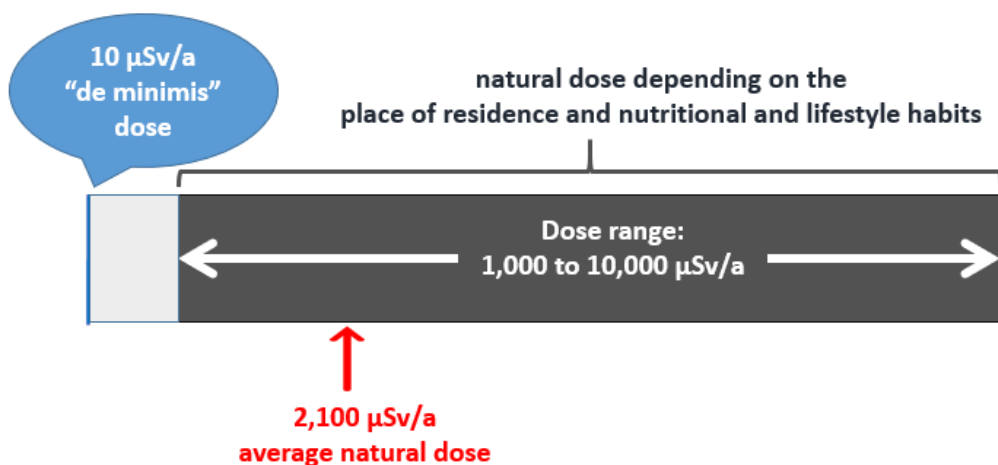 10 µSv/a
“de minimis”
dose
natural dose depending on the
place of residence and nutritional and lifestyle habits
Dose range:
1,000 to 10,000 µSv/a
2,100 µSv/a
average natural dose